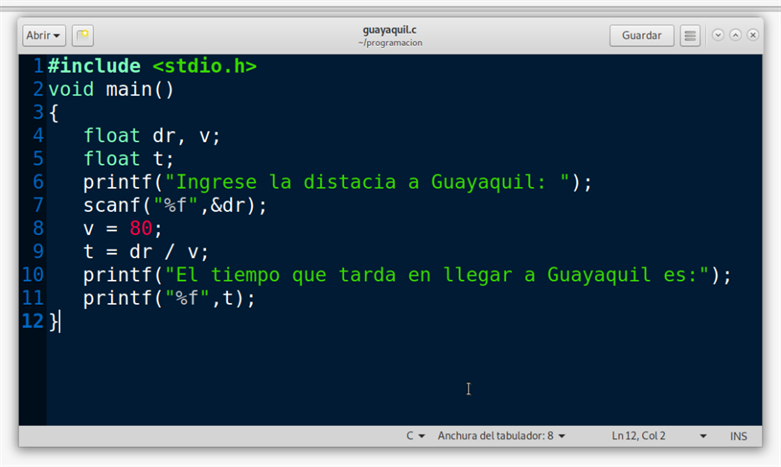 Abrir
guayaquil.c
~/programacion
Guardar
1 #include <stdio.h>
2 void main()
3 {
4    float dr, v;
5    float t;
6    printf("Ingrese la distacia a Guayaquil: ");
7    scanf("%f",&dr);
8    v = 80;
9    t = dr / v;
10    printf("El tiempo que tarda en llegar a Guayaquil es:");
11    printf("%f",t);
12 }
C Anchura del tabulador: 8 Ln 12, Col 2 INS